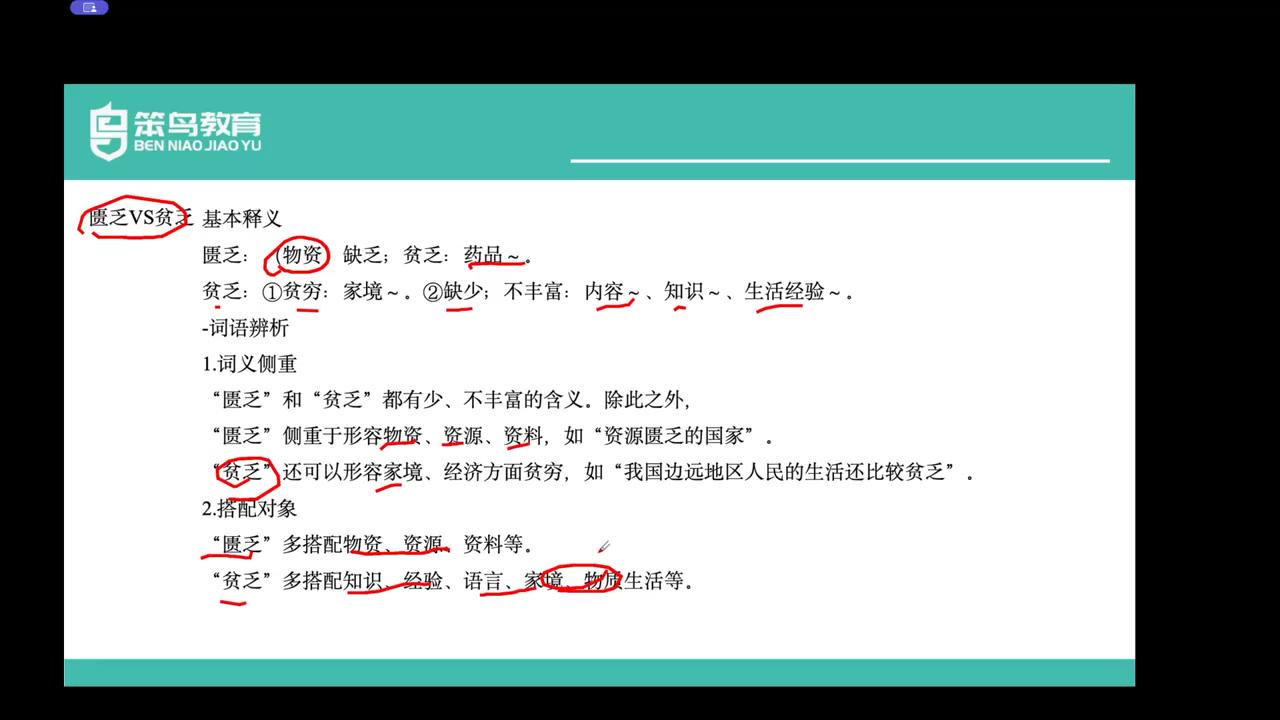 笨鸟教育
BEN NIAO JIAO YU
匮乏VS贫乏 基本释义
匮乏：（物资） 缺乏；贫乏：药品～。
贫乏：①贫穷：家境～。②缺少；不丰富：内容～、知识～、生活经验～。
-词语辨析
1.词义侧重
“匮乏”和“贫乏”都有少、不丰富的含义。除此之外，
“匮乏”侧重于形容物资、资源、资料，如“资源匮乏的国家”。
“贫乏”还可以形容家境、经济方面贫穷，如“我国边远地区人民的生活还比较贫乏”。
2.搭配对象
“匮乏”多搭配物资、资源、资料等。
“贫乏”多搭配知识、经验、语言、家境、物质生活等。